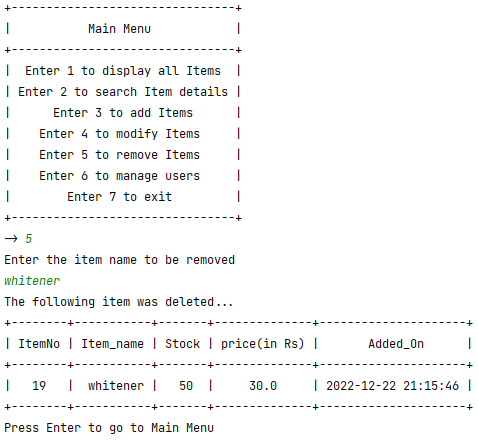 +--------------------------------+
|           Main Menu            |
+--------------------------------+
|  Enter 1 to display all Items  |
| Enter 2 to search Item details |
|      Enter 3 to add Items      |
|    Enter 4 to modify Items     |
|    Enter 5 to remove Items     |
|    Enter 6 to manage users     |
|        Enter 7 to exit         |
+--------------------------------+
-> 5
Enter the item name to be removed
whitener
The following item was deleted...
+--------+-----------+-------+--------------+---------------------+
| ItemNo | Item_name | Stock | price(in Rs) |       Added_On      |
+--------+-----------+-------+--------------+---------------------+
|   19   |  whitener |   50  |     30.0     | 2022-12-22 21:15:46 |
+--------+-----------+-------+--------------+---------------------+
Press Enter to go to Main Menu